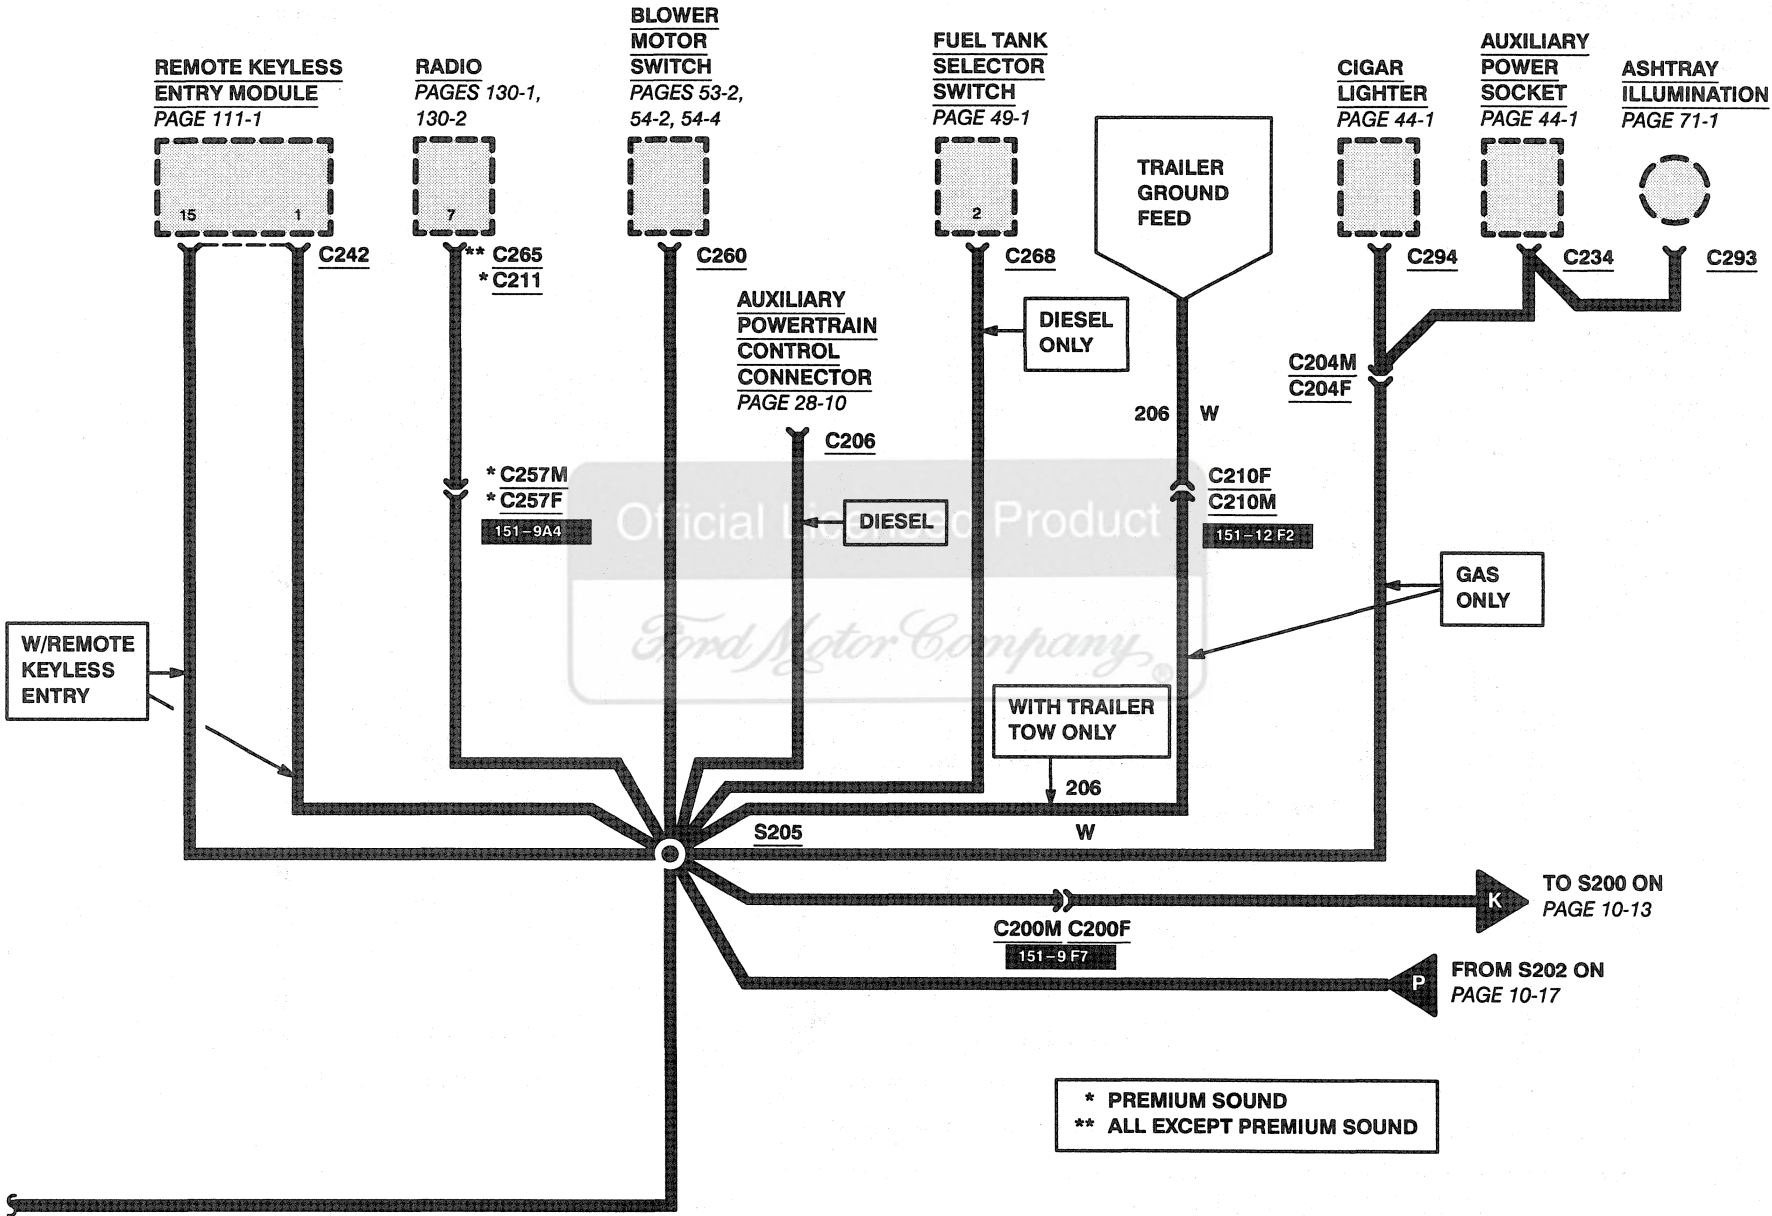 REMOTE KEYLESS
ENTRY MODULE
PAGE 111-1
RADIO
PAGES 130-1,
130-2
BLOWER
MOTOR
SWITCH
PAGES 53-2,
54-2, 54-4
FUEL TANK
SELECTOR
SWITCH
PAGE 49-1
TRAILER
GROUND
FEED
CIGAR
LIGHTER
PAGE 44-1
AUXILIARY
POWER
SOCKET
PAGE 44-1
ASHTRAY
ILLUMINATION
PAGE 71-1
15
1
7
2
C242
** C265
* C211
C260
C268
C294
C234
C293
AUXILIARY
POWERTRAIN
CONTROL
CONNECTOR
PAGE 28-10
C206
DIESEL
ONLY
C204M
C204F
206 W
* C257M
* C257F
151-9A4
DIESEL
C210F
C210M
151-12 F2
Official Licensed Product
Ford Motor Company ®
GAS
ONLY
W/REMOTE
KEYLESS
ENTRY
WITH TRAILER
TOW ONLY
206
W
S205
K
TO S200 ON
PAGE 10-13
C200M C200F
151-9 F7
P
FROM S202 ON
PAGE 10-17
* PREMIUM SOUND
** ALL EXCEPT PREMIUM SOUND